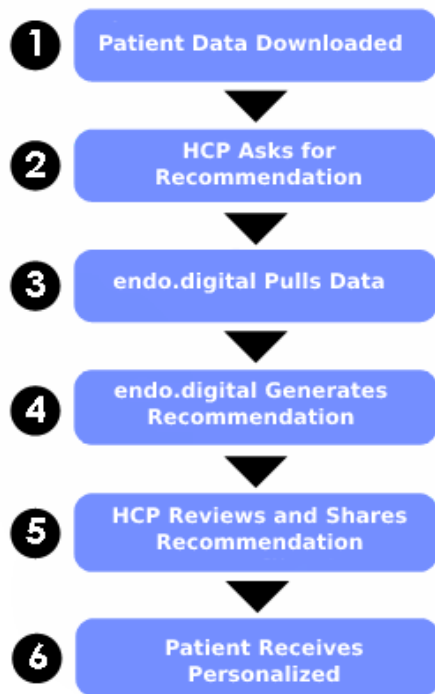 1
Patient Data Downloaded
2
HCP Asks for
Recommendation
3
endo.digital Pulls Data
4
endo.digital Generates
Recommendation
5
HCP Reviews and Shares
Recommendation
6
Patient Receives
Personalized